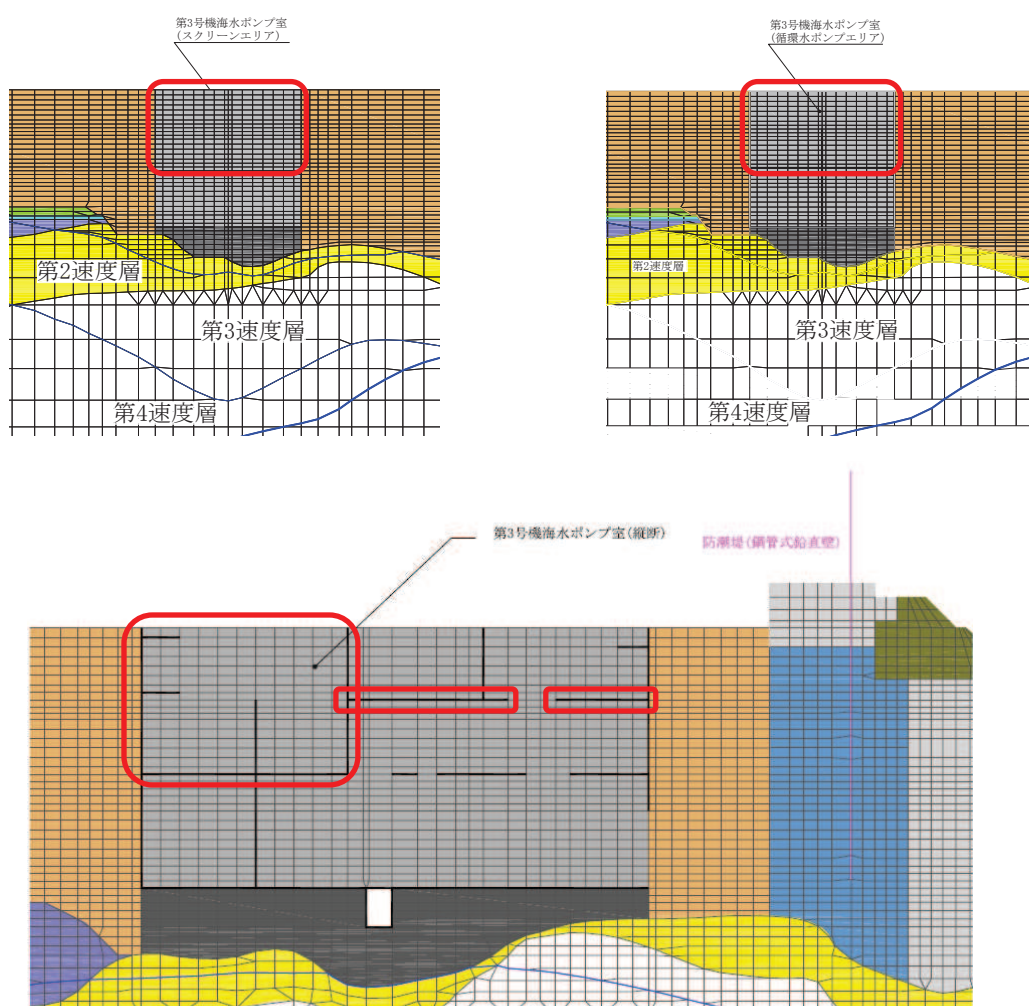 第3号機海水ポンプ室
(スクリーンエリア)
第3号機海水ポンプ室
(循環水ポンプエリア)
第2速度層
第3速度層
第4速度層
第2速度層
第3速度層
第4速度層
第3号機海水ポンプ室(縦断)
防潮堤(鋼管式鉛直壁)